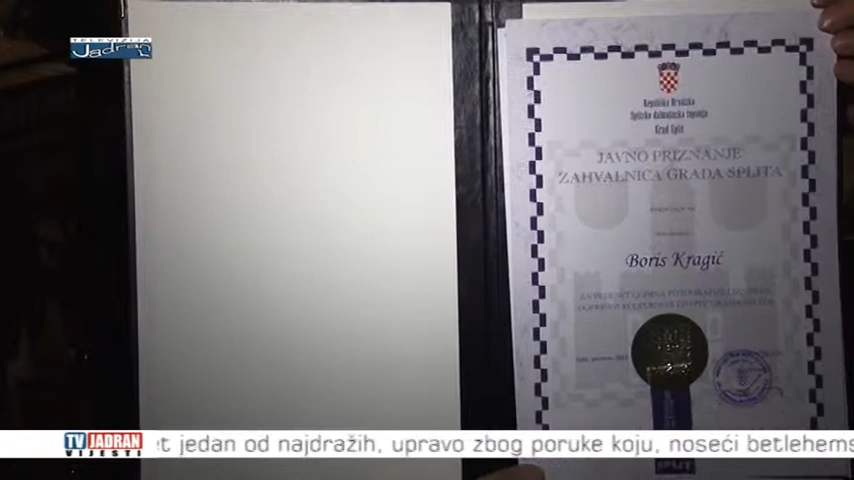 TELEVIZIJA
Jadran
Republika Hrvatska
Splitsko dalmatinska županija
Grad Split
JAVNO PRIZNANJE
ZAHVALNICA GRADA SPLITA
Boris Kragić
TV JADRAN
VIJESTI
t jedan od najdražih, upravo zbog poruke koju, noseći betlehems